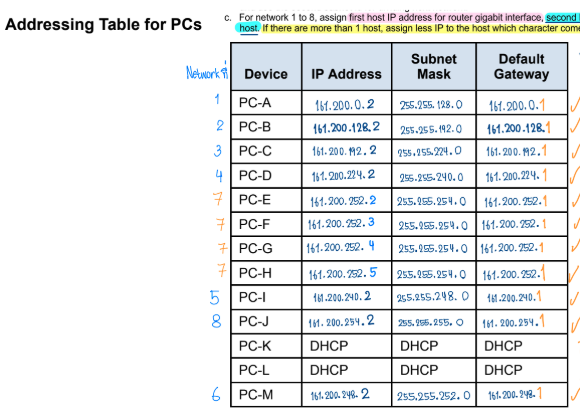 Addressing Table for PCs
c. For network 1 to 8, assign first host IP address for router gigabit interface, second
host. If there are more than 1 host, assign less IP to the host which character come
Network # Device IP Address Subnet Mask Default Gateway
1 PC-A 161.200.0.2 255.255.128.0 161.200.0.1 ✓
2 PC-B 161.200.128.2 255.255.192.0 161.200.128.1 ✓
3 PC-C 161.200.192.2 255.255.224.0 161.200.192.1 ✓
4 PC-D 161.200.224.2 255.255.240.0 161.200.224.1 ✓
7 PC-E 161.200.252.2 255.255.254.0 161.200.252.1 ✓
7 PC-F 161.200.252.3 255.255.254.0 161.200.252.1 ✓
7 PC-G 161.200.252.4 255.255.254.0 161.200.252.1 ✓
7 PC-H 161.200.252.5 255.255.254.0 161.200.252.1 ✓
5 PC-I 161.200.240.2 255.255.248.0 161.200.240.1 ✓
8 PC-J 161.200.254.2 255.255.255.0 161.200.254.1 ✓
PC-K DHCP DHCP DHCP
PC-L DHCP DHCP DHCP
6 PC-M 161.200.248.2 255.255.252.0 161.200.248.1 ✓